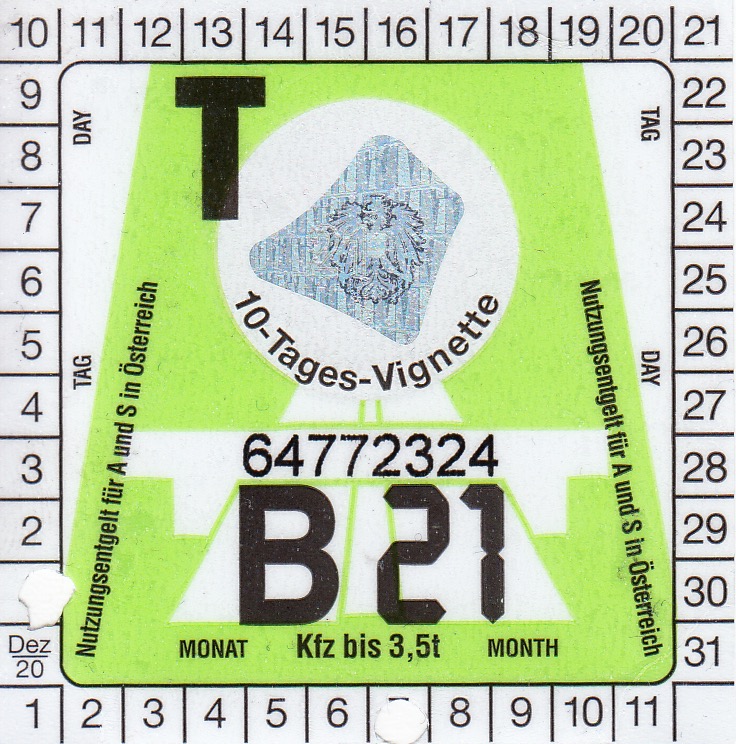 10 11 12 13 14 15 16 17 18 19 20 21
9 22
T
DAY TAG
8 23
7 24
6 25
5 26
10-Tages-Vignette
TAG DAY
4 27
Nutzungsentgelt für A und S in Österreich
Nutzungsentgelt für A und S in Österreich
64772324
3 28
B 21
2 29
30
MONAT Kfz bis 3,5t MONTH
Dez
20
31
1 2 3 4 5 6 8 9 10 11